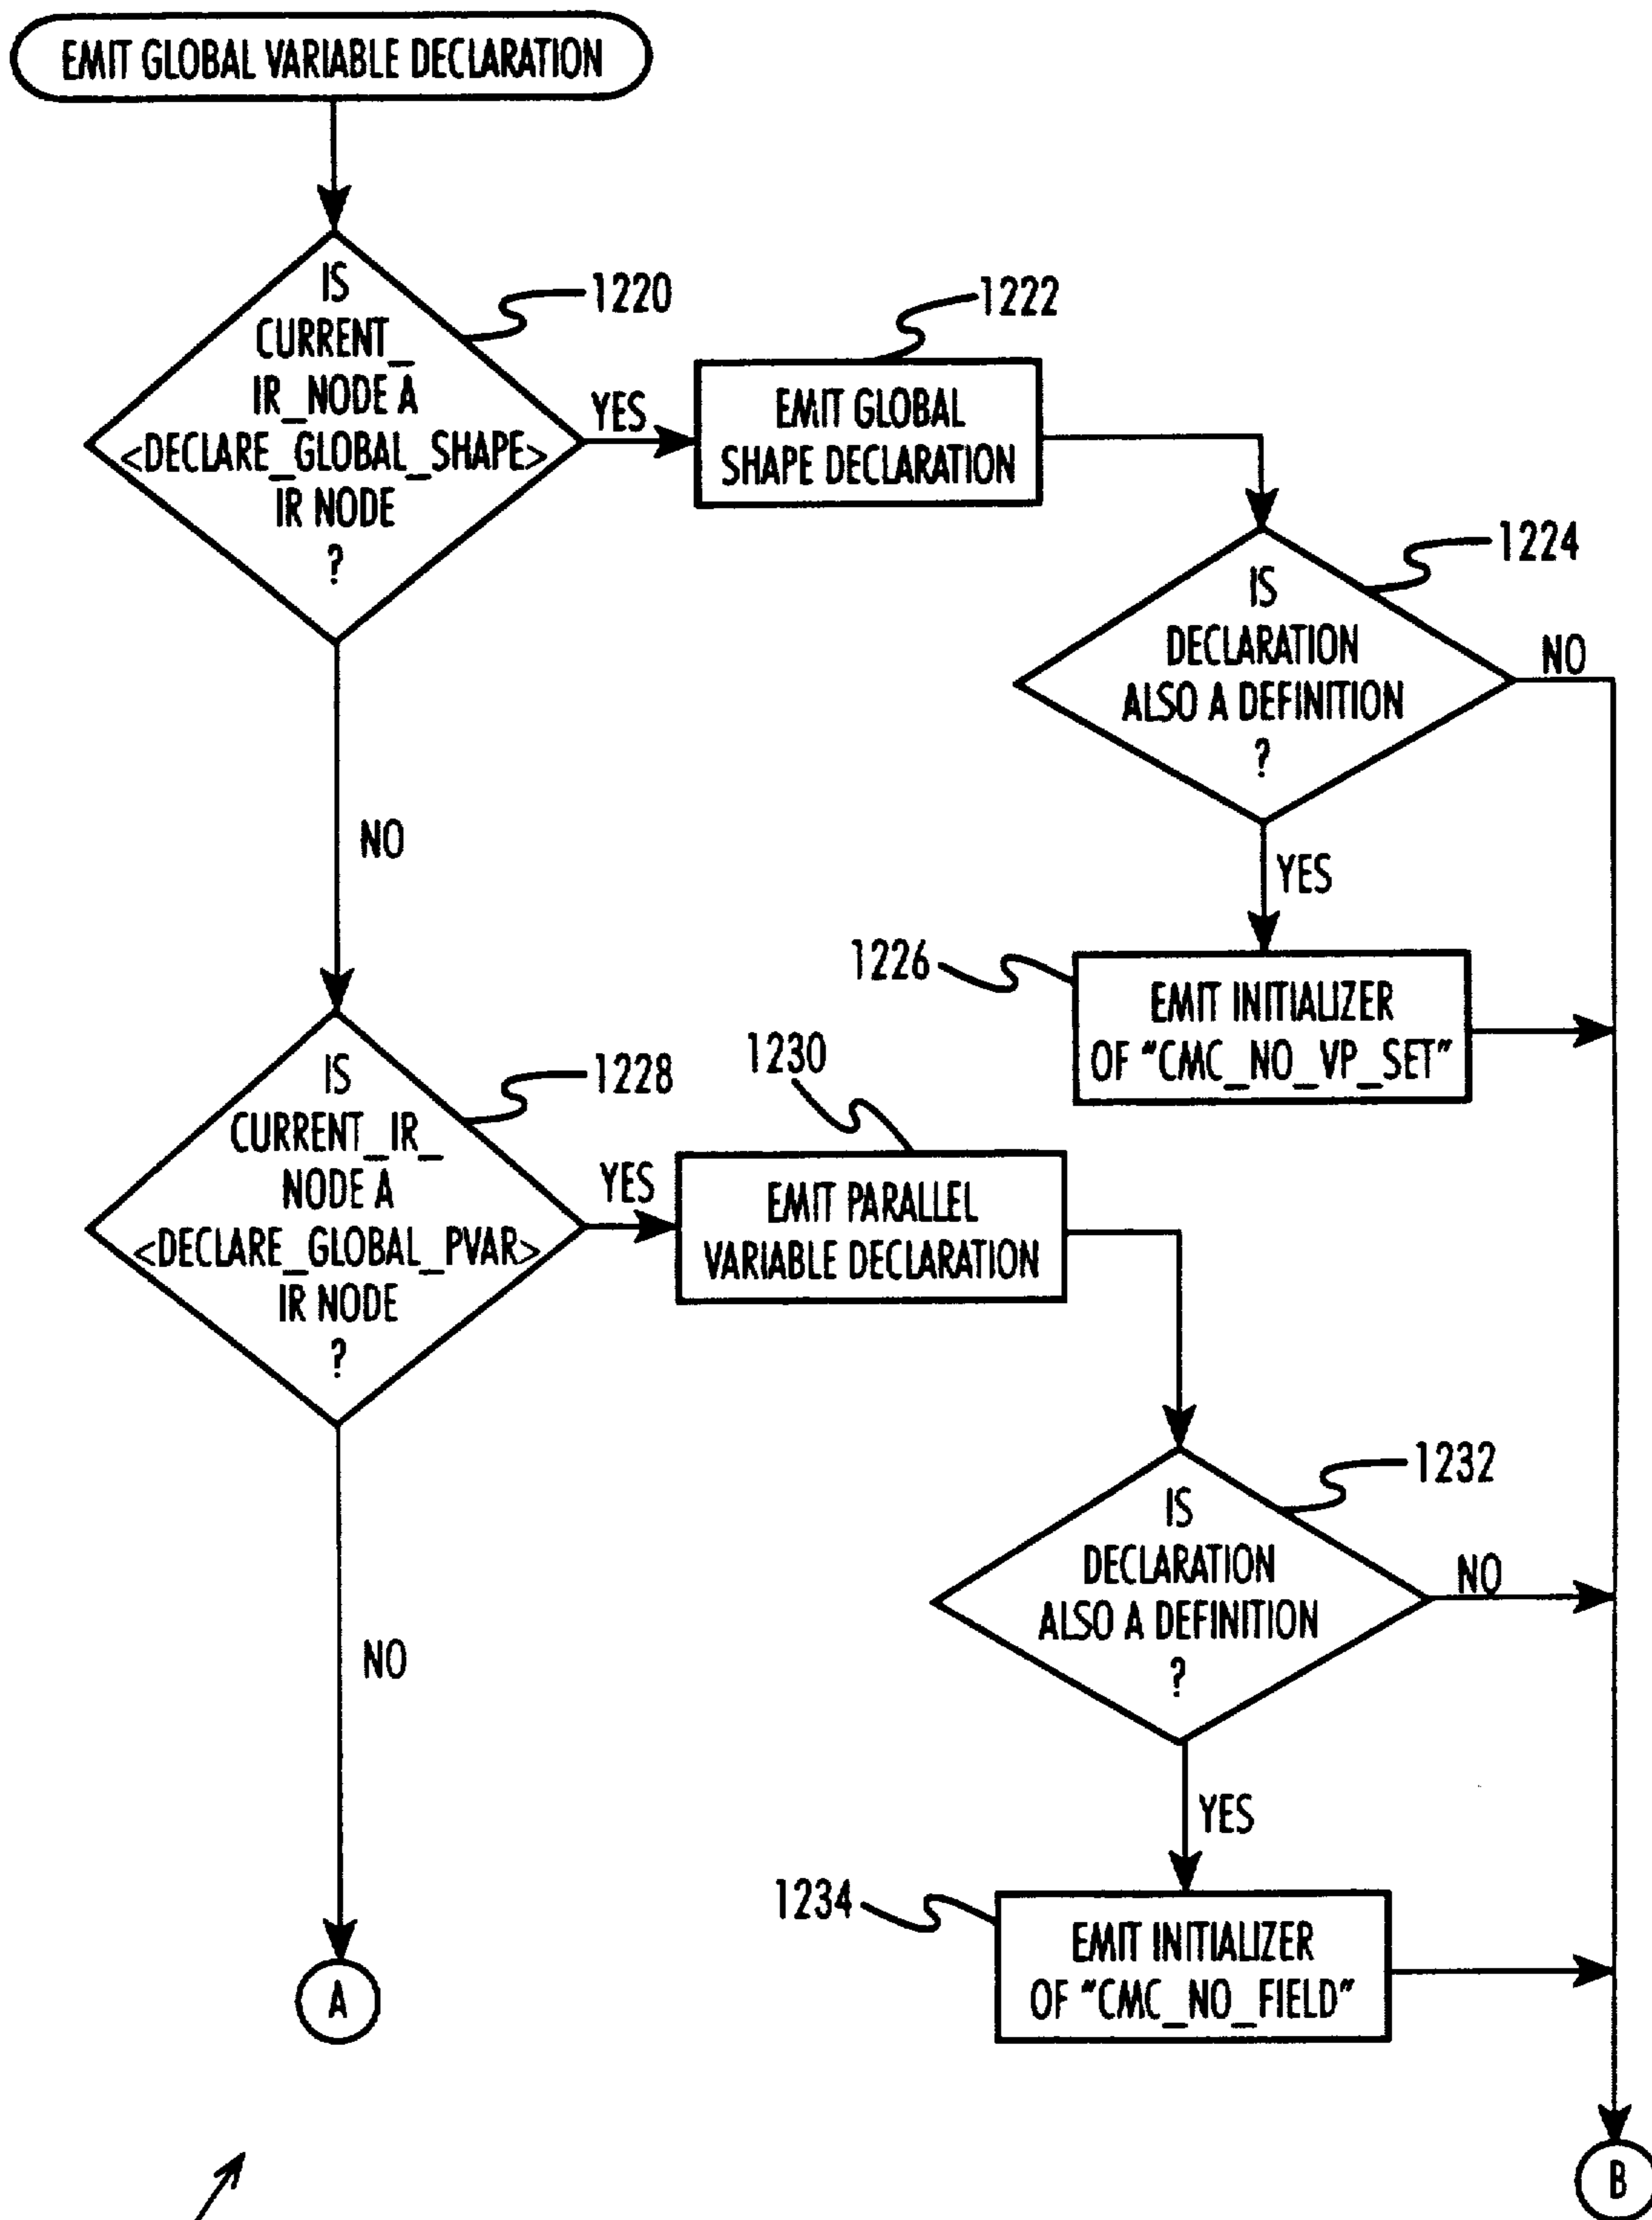 EMIT GLOBAL VARIABLE DECLARATION
IS
CURRENT_
IR_NODE A
<DECLARE_GLOBAL_SHAPE>
IR NODE
?
1220
YES
NO
EMIT GLOBAL
SHAPE DECLARATION
1222
IS
DECLARATION
ALSO A DEFINITION
?
1224
NO
YES
1226
EMIT INITIALIZER
OF "CMC_NO_VP_SET"
IS
CURRENT_IR_
NODE A
<DECLARE_GLOBAL_PVAR>
IR NODE
?
1228
YES
NO
1230
EMIT PARALLEL
VARIABLE DECLARATION
IS
DECLARATION
ALSO A DEFINITION
?
1232
NO
YES
1234
EMIT INITIALIZER
OF "CMC_NO_FIELD"
A
B